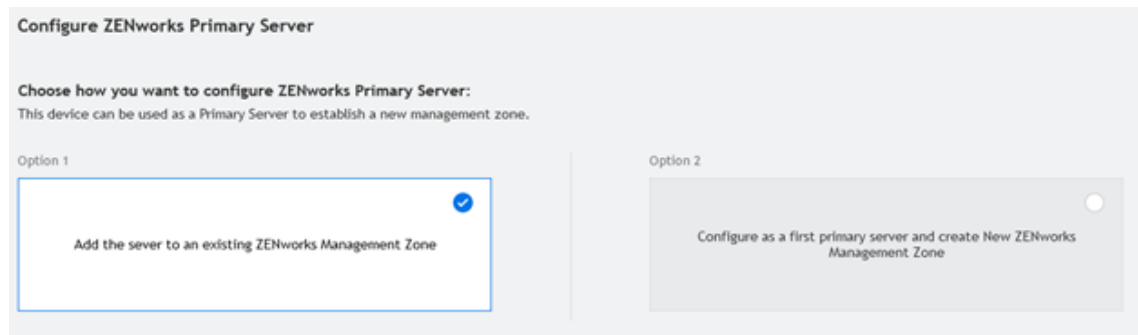 Configure ZENworks Primary Server
Choose how you want to configure ZENworks Primary Server:
This device can be used as a Primary Server to establish a new management zone.
Option 1
Add the sever to an existing ZENworks Management Zone
Option 2
Configure as a first primary server and create New ZENworks
Management Zone